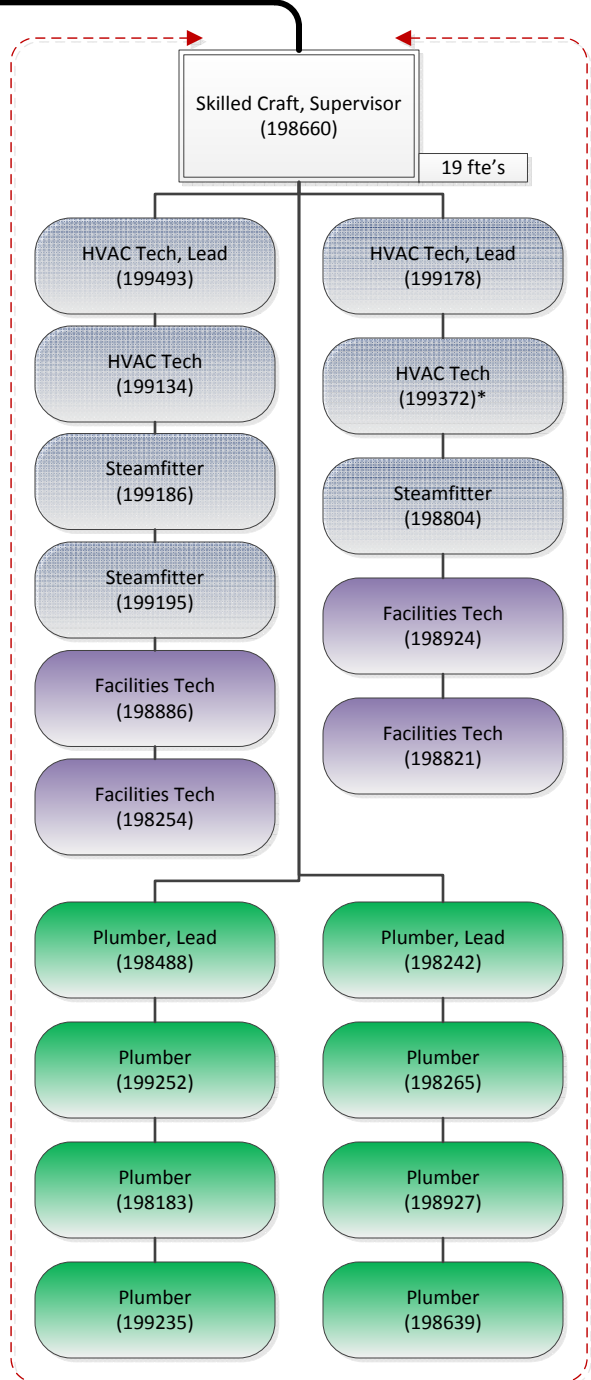 Skilled Craft, Supervisor
(198660)
19 fte's
HVAC Tech, Lead
(199493)
HVAC Tech
(199134)
Steamfitter
(199186)
Steamfitter
(199195)
Facilities Tech
(198886)
Facilities Tech
(198254)
HVAC Tech, Lead
(199178)
HVAC Tech
(199372)*
Steamfitter
(198804)
Facilities Tech
(198924)
Facilities Tech
(198821)
Plumber, Lead
(198488)
Plumber
(199252)
Plumber
(198183)
Plumber
(199235)
Plumber, Lead
(198242)
Plumber
(198265)
Plumber
(198927)
Plumber
(198639)